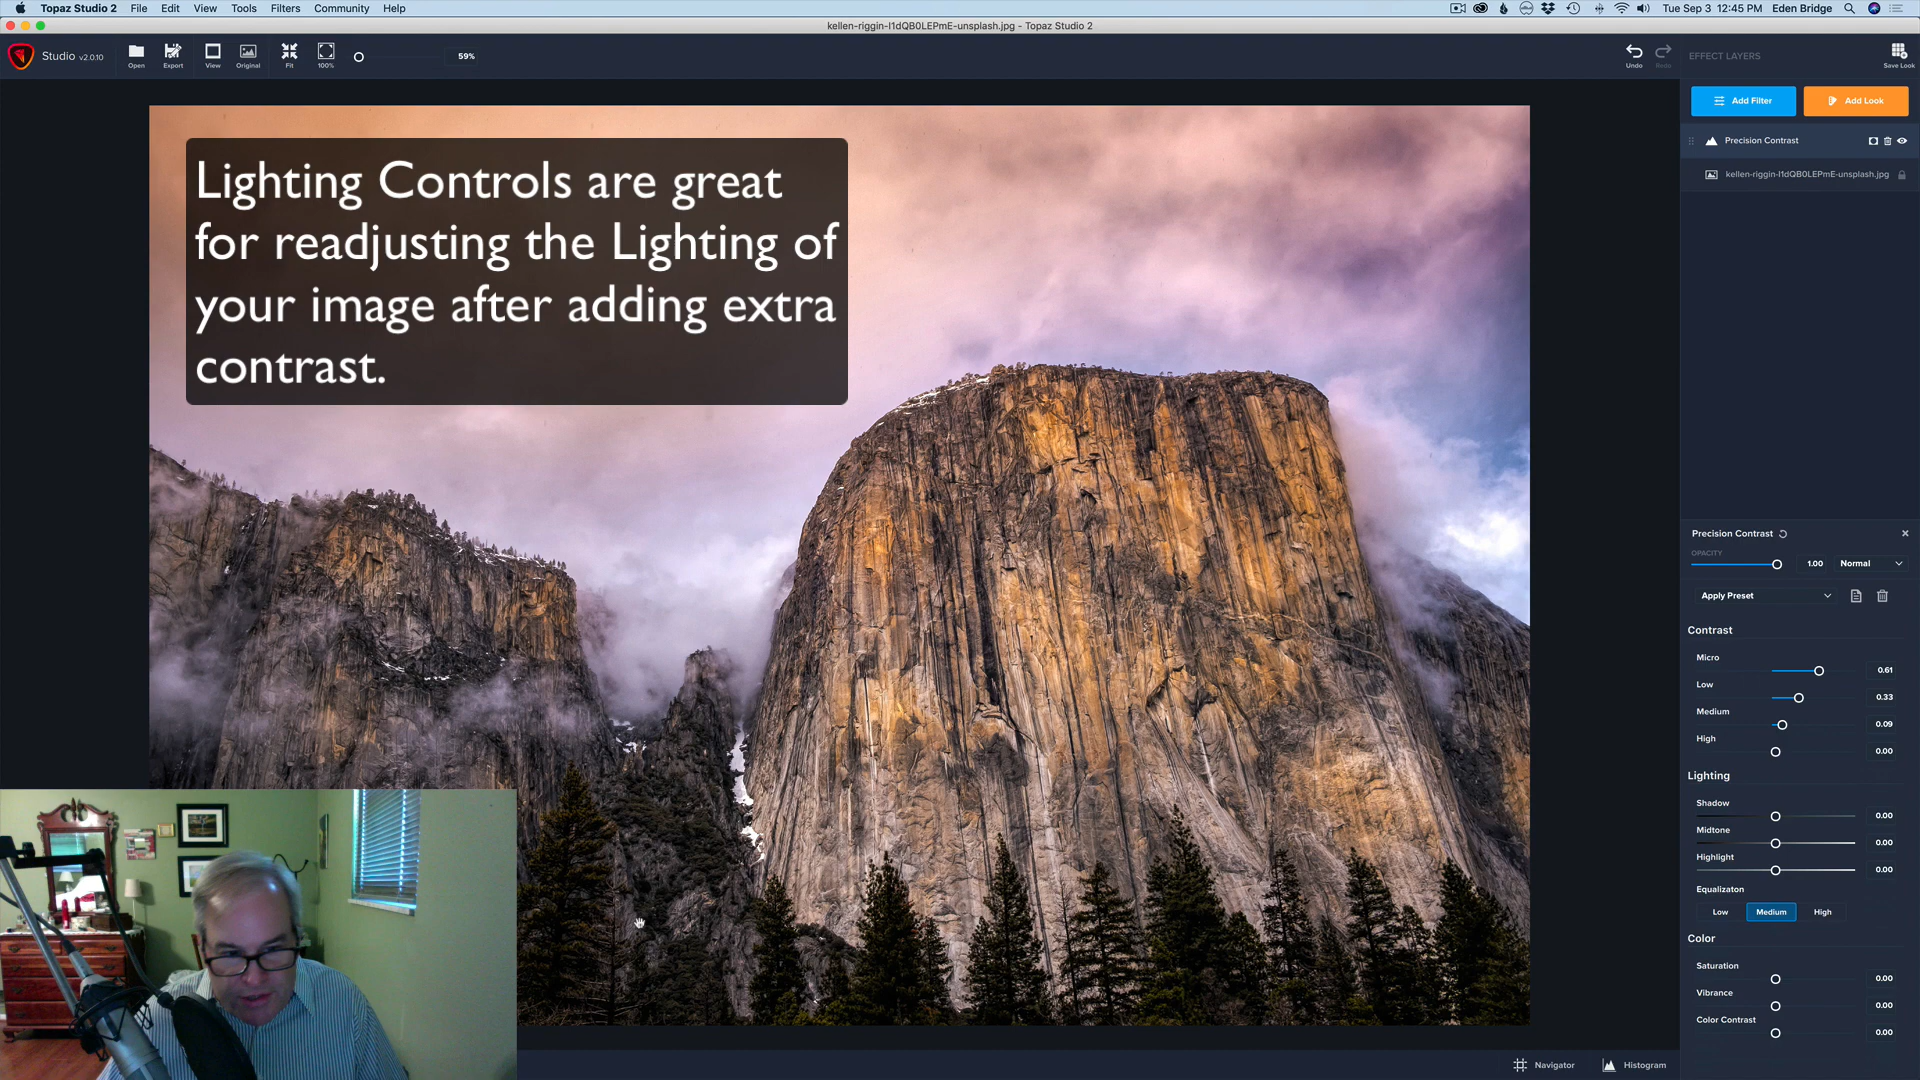 Topaz Studio 2 File Edit View Tools Filters Community Help
Tue Sep 3 12:45 PM Eden Bridge
kellen-riggin-I1dQB0LEPmE-unsplash.jpg - Topaz Studio 2
Studio v2.0.10
Open
Export
View
Original
Fit
100%
59%
Undo
Redo
EFFECT LAYERS
Save Look
Add Filter
Add Look
Precision Contrast
kellen-riggin-I1dQB0LEPmE-unsplash.jpg
Lighting Controls are great
for readjusting the Lighting of
your image after adding extra
contrast.
Precision Contrast
OPACITY
1.00 Normal
Apply Preset
Contrast
Micro
0.61
Low
0.33
Medium
0.09
High
0.00
Lighting
Shadow
0.00
Midtone
0.00
Highlight
0.00
Equalizaton
Low Medium High
Color
Saturation
0.00
Vibrance
0.00
Color Contrast
0.00
Navigator Histogram